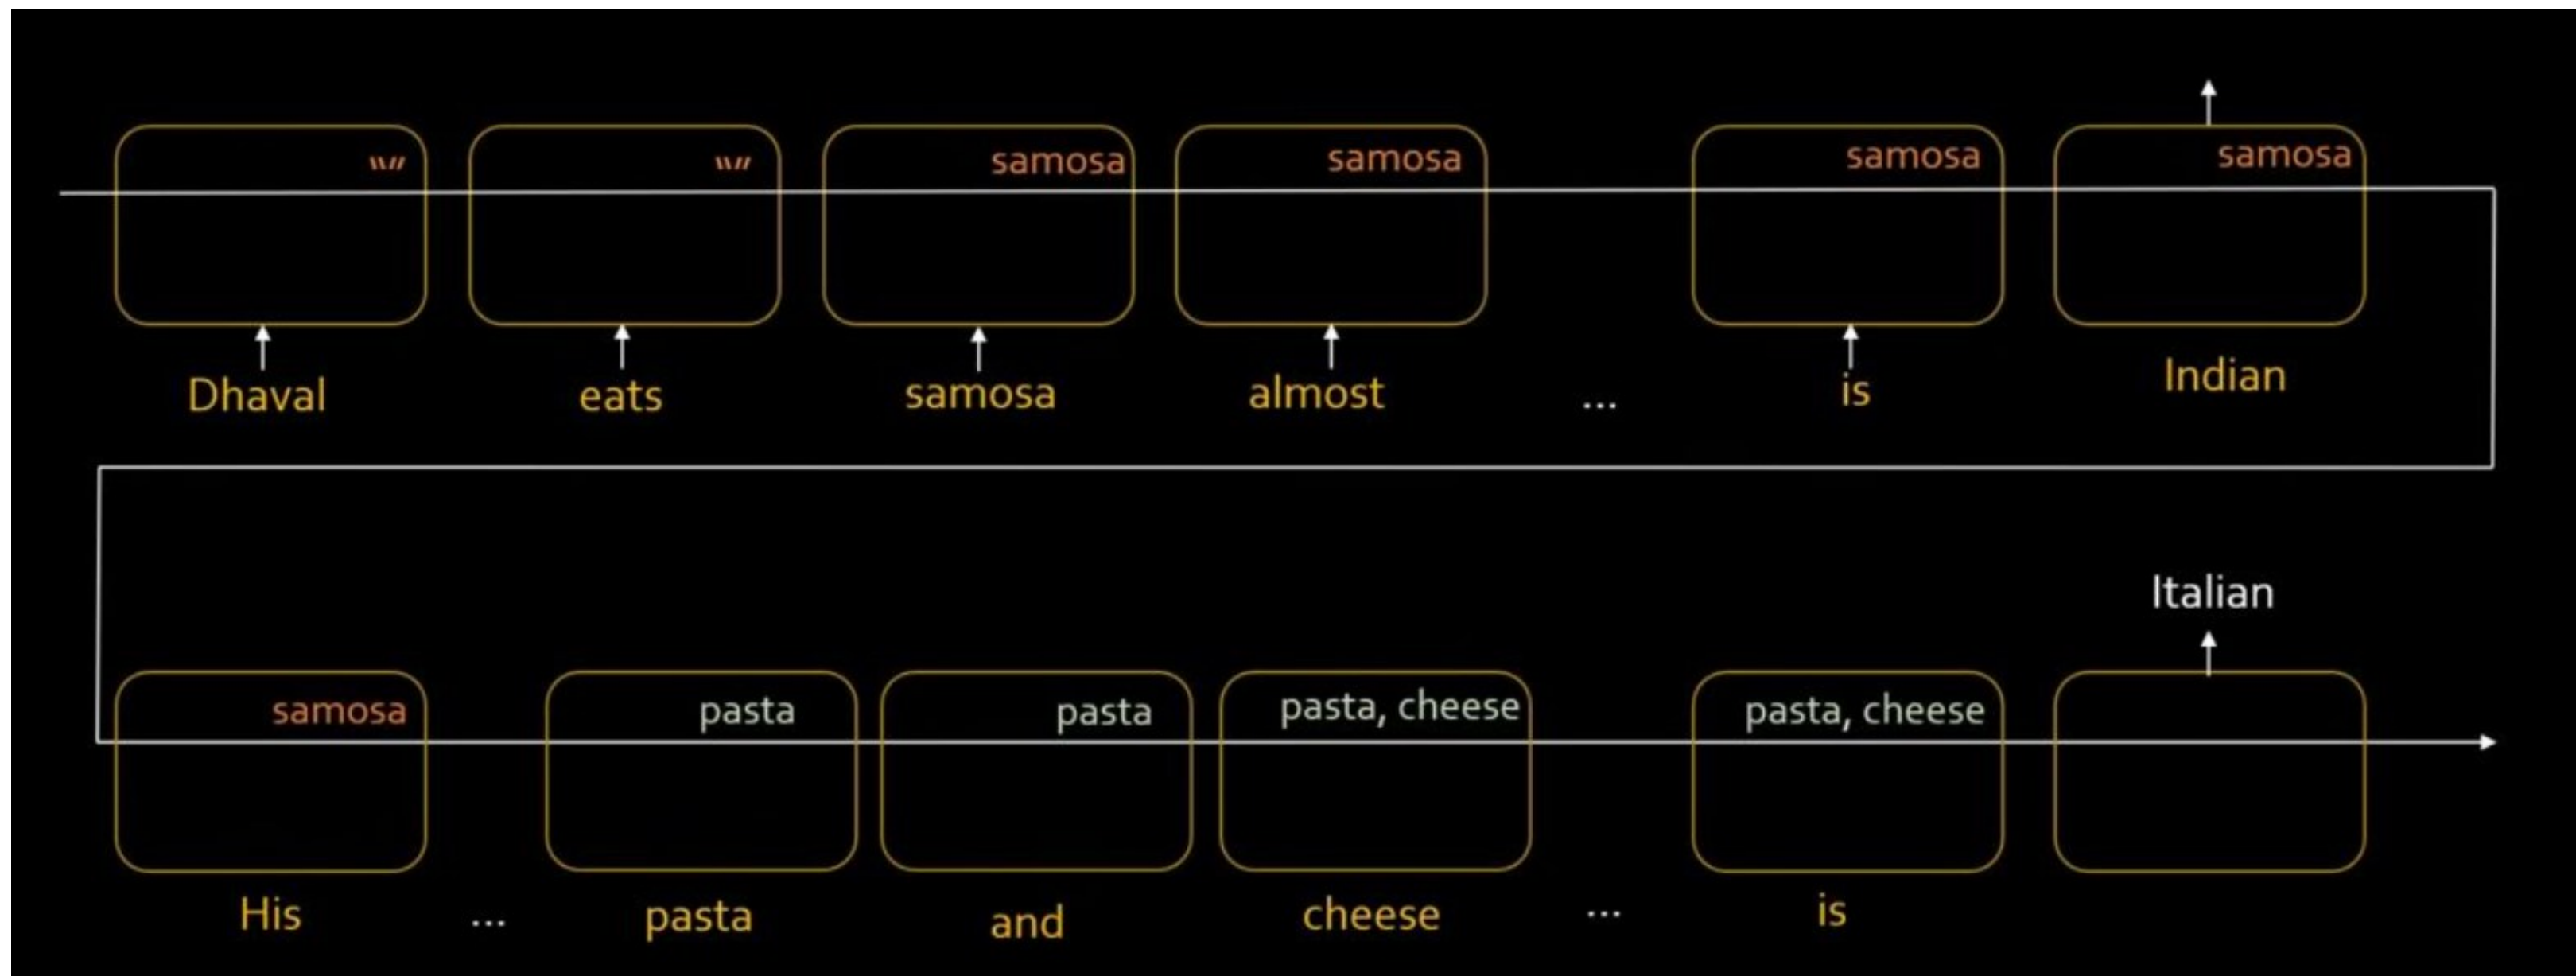 "" "" samosa samosa samosa samosa
Dhaval eats samosa almost ... is Indian
Italian
samosa pasta pasta pasta, cheese pasta, cheese
His ... pasta and cheese ... is